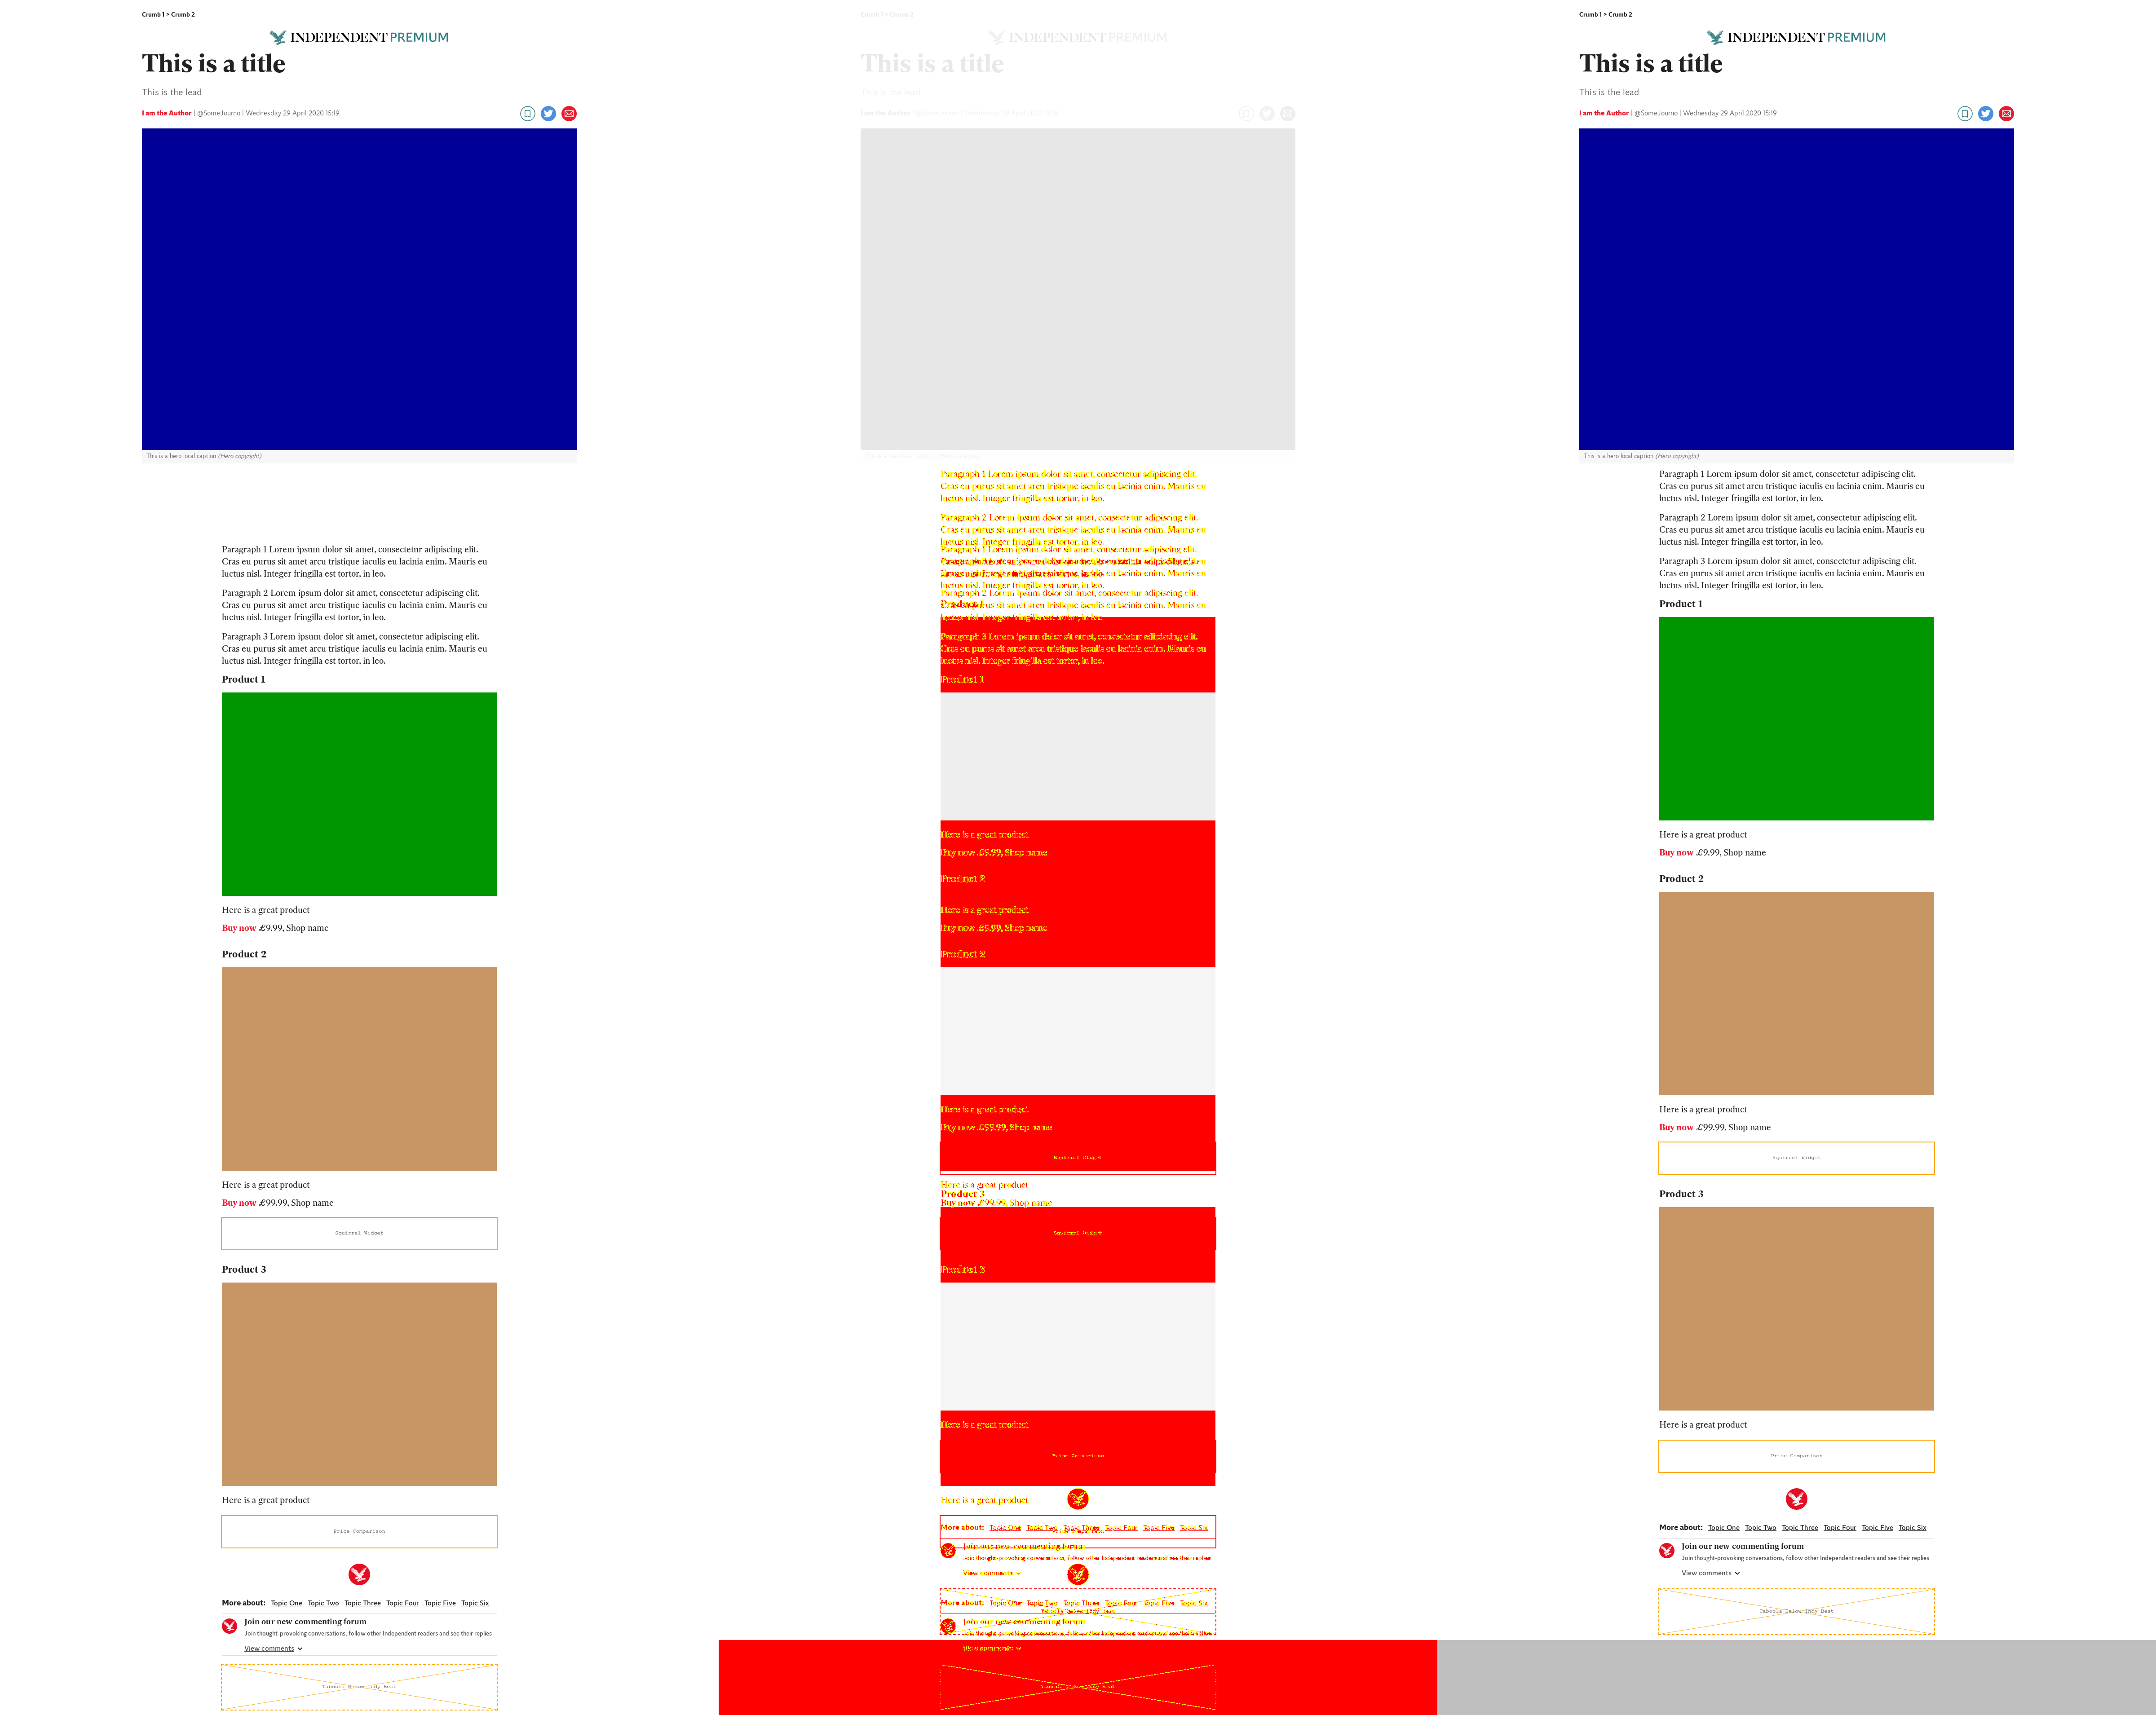 Crumb 1 > Crumb 2
INDEPENDENT PREMIUM
This is a title
This is the lead
I am the Author | @SomeJourno | Wednesday 29 April 2020 15:19
This is a hero local caption (Hero copyright)
Paragraph 1 Lorem ipsum dolor sit amet, consectetur adipiscing elit.
Cras eu purus sit amet arcu tristique iaculis eu lacinia enim. Mauris eu
luctus nisl. Integer fringilla est tortor, in leo.
Paragraph 2 Lorem ipsum dolor sit amet, consectetur adipiscing elit.
Cras eu purus sit amet arcu tristique iaculis eu lacinia enim. Mauris eu
luctus nisl. Integer fringilla est tortor, in leo.
Paragraph 3 Lorem ipsum dolor sit amet, consectetur adipiscing elit.
Cras eu purus sit amet arcu tristique iaculis eu lacinia enim. Mauris eu
luctus nisl. Integer fringilla est tortor, in leo.
Product 1
Here is a great product
Buy now £9.99, Shop name
Product 2
Here is a great product
Buy now £99.99, Shop name
Squirrel Widget
Product 3
Here is a great product
Price Comparison
More about: Topic One Topic Two Topic Three Topic Four Topic Five Topic Six
Join our new commenting forum
Join thought-provoking conversations, follow other Independent readers and see their replies
View comments
Taboola Below Indy Best
Crumb 1 > Crumb 2
INDEPENDENT PREMIUM
This is a title
This is the lead
Paragraph 1 Lorem ipsum dolor sit amet, consectetur adipiscing elit.
Cras eu purus sit amet arcu tristique iaculis eu lacinia enim. Mauris eu
luctus nisl. Integer fringilla est tortor, in leo.
Paragraph 2 Lorem ipsum dolor sit amet, consectetur adipiscing elit.
Cras eu purus sit amet arcu tristique iaculis eu lacinia enim. Mauris eu
luctus nisl. Integer fringilla est tortor, in leo.
Paragraph 1 Lorem ipsum dolor sit amet, consectetur adipiscing elit.
Paragraph 2 Lorem ipsum dolor sit amet, consectetur adipiscing elit.
Paragraph 3 Lorem ipsum dolor sit amet, consectetur adipiscing elit.
Cras eu purus sit amet arcu tristique iaculis eu lacinia enim. Mauris eu
luctus nisl. Integer fringilla est tortor, in leo.
Product 1
Here is a great product
Buy now £9.99, Shop name
Product 2
Here is a great product
Buy now £9.99, Shop name
Product 2
Here is a great product
Buy now £99.99, Shop name
Squirrel Widget
Here is a great product
Product 3
Buy now £99.99, Shop name
Squirrel Widget
Product 3
Here is a great product
Price Comparison
Here is a great product
More about: Topic One Topic Two Topic Three Topic Four Topic Five Topic Six
Join our new commenting forum
Join thought-provoking conversations, follow other Independent readers and see their replies
View comments
More about: Topic One Topic Two Topic Three Topic Four Topic Five Topic Six
Join our new commenting forum
View comments
Crumb 1 > Crumb 2
INDEPENDENT PREMIUM
This is a title
This is the lead
I am the Author | @SomeJourno | Wednesday 29 April 2020 15:19
This is a hero local caption (Hero copyright)
Paragraph 1 Lorem ipsum dolor sit amet, consectetur adipiscing elit.
Cras eu purus sit amet arcu tristique iaculis eu lacinia enim. Mauris eu
luctus nisl. Integer fringilla est tortor, in leo.
Paragraph 2 Lorem ipsum dolor sit amet, consectetur adipiscing elit.
Cras eu purus sit amet arcu tristique iaculis eu lacinia enim. Mauris eu
luctus nisl. Integer fringilla est tortor, in leo.
Paragraph 3 Lorem ipsum dolor sit amet, consectetur adipiscing elit.
Cras eu purus sit amet arcu tristique iaculis eu lacinia enim. Mauris eu
luctus nisl. Integer fringilla est tortor, in leo.
Product 1
Here is a great product
Buy now £9.99, Shop name
Product 2
Here is a great product
Buy now £99.99, Shop name
Squirrel Widget
Product 3
Here is a great product
Price Comparison
More about: Topic One Topic Two Topic Three Topic Four Topic Five Topic Six
Join our new commenting forum
Join thought-provoking conversations, follow other Independent readers and see their replies
View comments
Taboola Below Indy Best